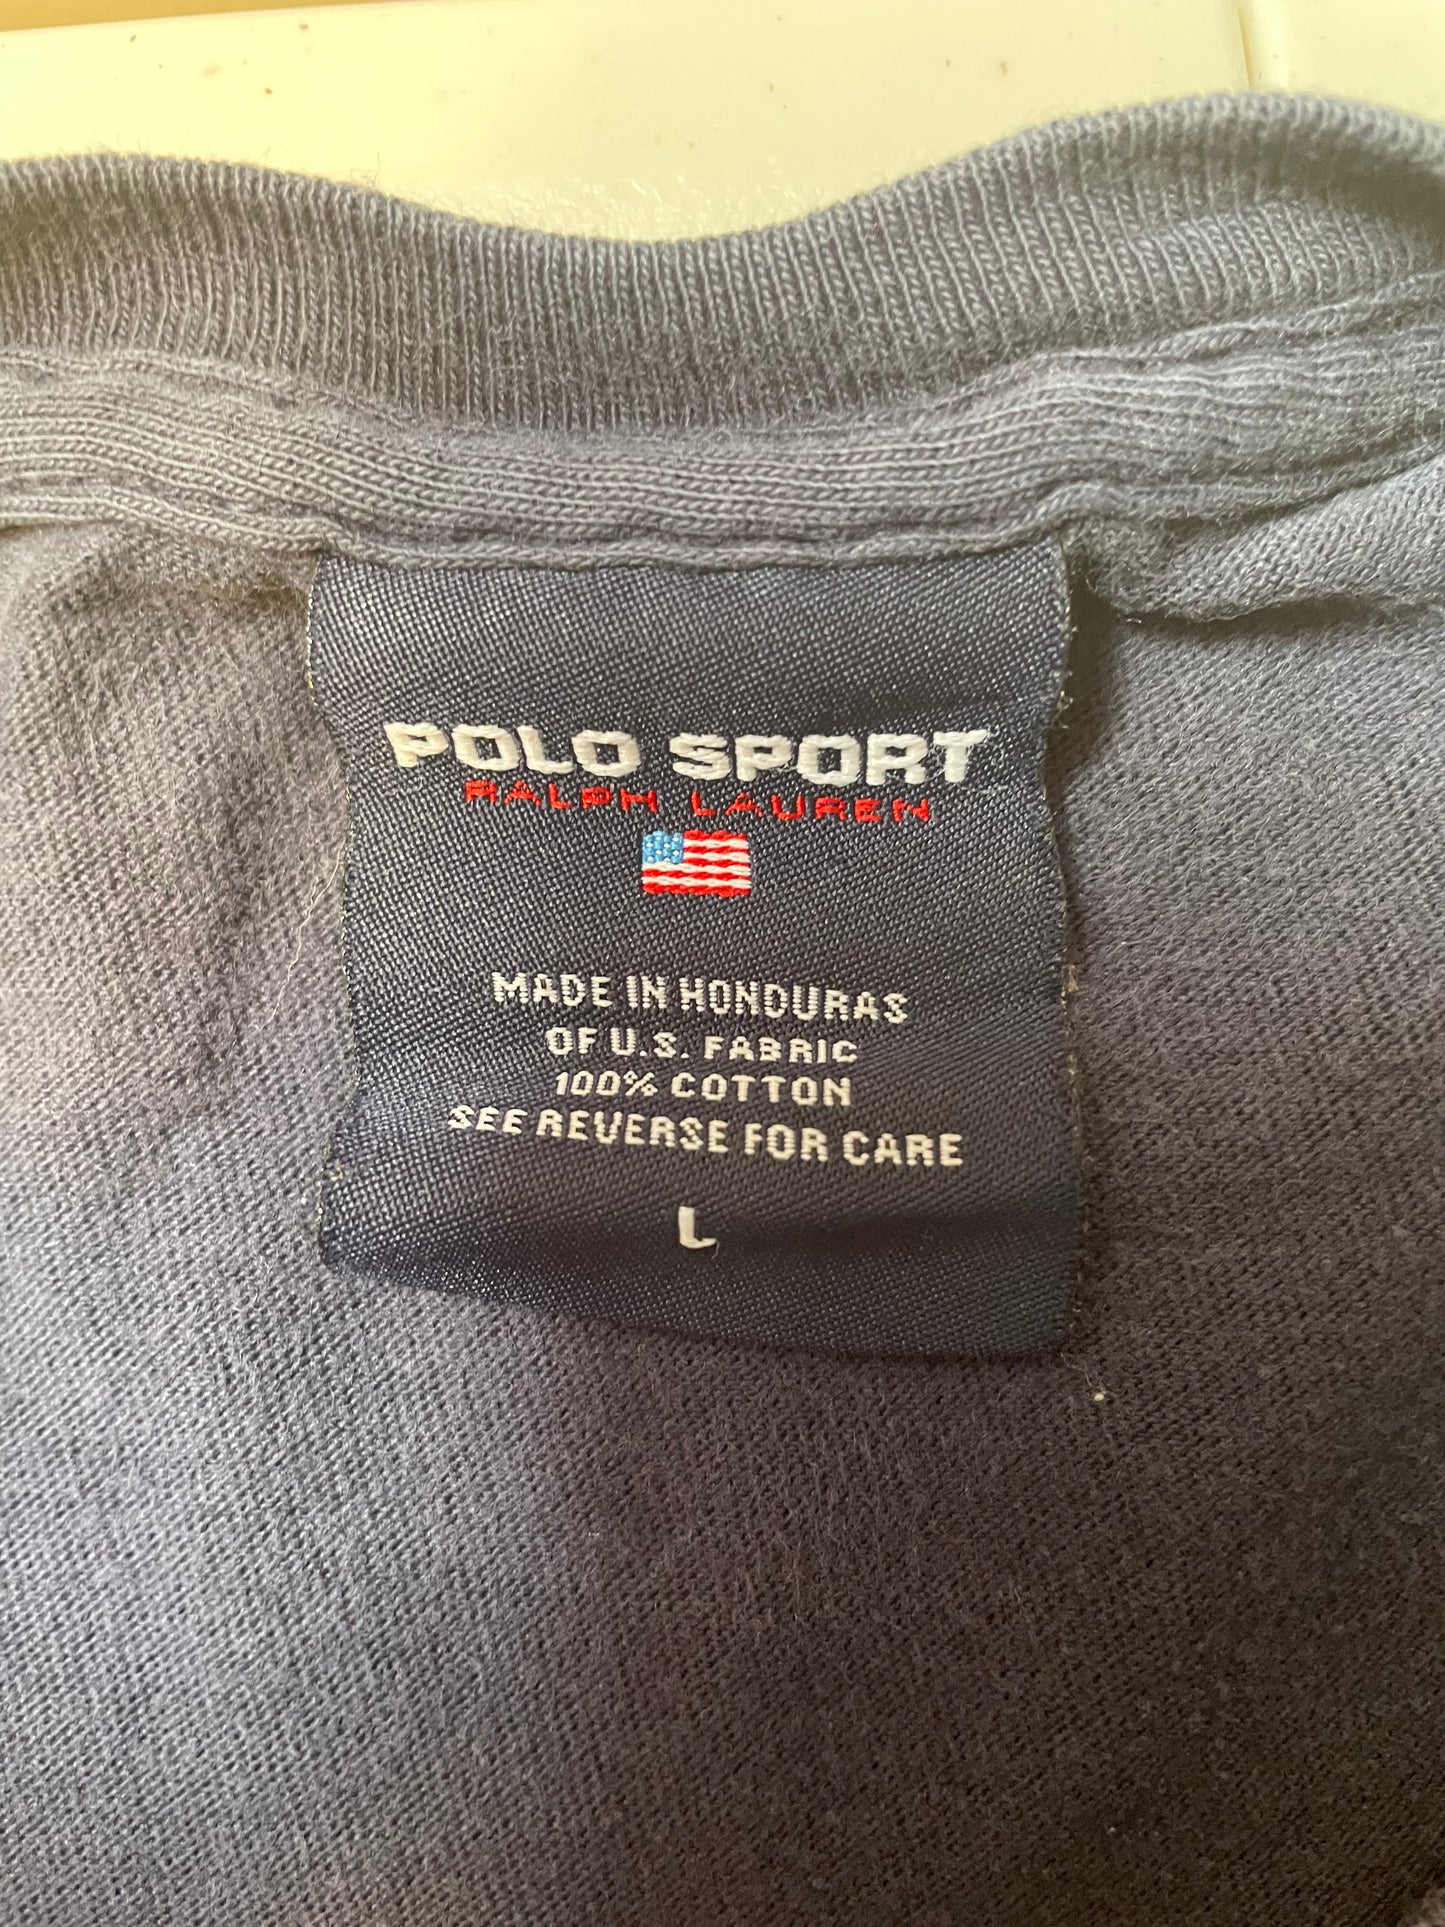 POLO SPORT
RALPH LAUREN
MADE IN HONDURAS
OF U.S. FABRIC
100% COTTON
SEE REVERSE FOR CARE
L